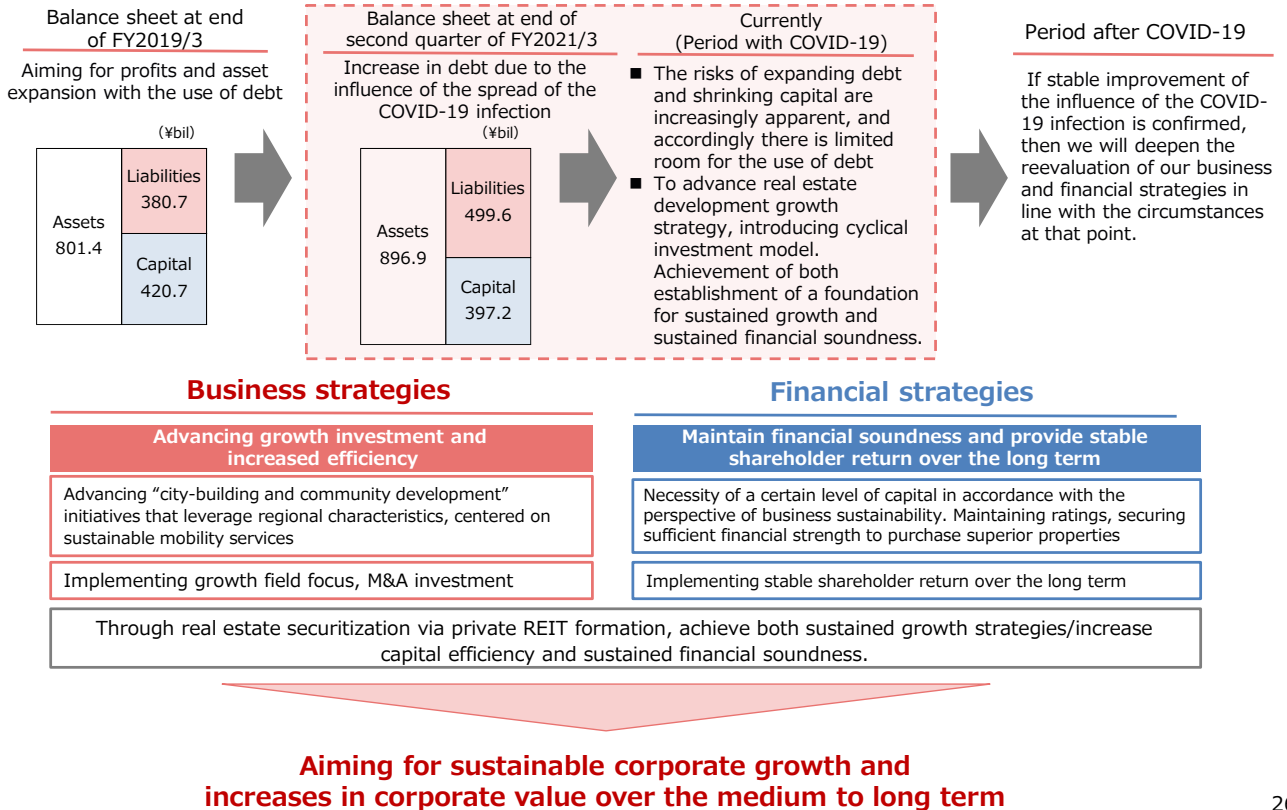 Balance sheet at end
of FY2019/3
Aiming for profits and asset
expansion with the use of debt
(¥bil)
Assets
801.4
Liabilities
380.7
Capital
420.7
Balance sheet at end of
second quarter of FY2021/3
Increase in debt due to the
influence of the spread of the
COVID-19 infection
(¥bil)
Assets
896.9
Liabilities
499.6
Capital
397.2
Currently
(Period with COVID-19)
■ The risks of expanding debt
and shrinking capital are
increasingly apparent, and
accordingly there is limited
room for the use of debt
■ To advance real estate
development growth
strategy, introducing cyclical
investment model.
Achievement of both
establishment of a foundation
for sustained growth and
sustained financial soundness.
Period after COVID-19
If stable improvement of
the influence of the COVID-
19 infection is confirmed,
then we will deepen the
reevaluation of our business
and financial strategies in
line with the circumstances
at that point.
Business strategies
Advancing growth investment and
increased efficiency
Advancing “city-building and community development”
initiatives that leverage regional characteristics, centered on
sustainable mobility services
Implementing growth field focus, M&A investment
Financial strategies
Maintain financial soundness and provide stable
shareholder return over the long term
Necessity of a certain level of capital in accordance with the
perspective of business sustainability. Maintaining ratings, securing
sufficient financial strength to purchase superior properties
Implementing stable shareholder return over the long term
Through real estate securitization via private REIT formation, achieve both sustained growth strategies/increase
capital efficiency and sustained financial soundness.
Aiming for sustainable corporate growth and
increases in corporate value over the medium to long term